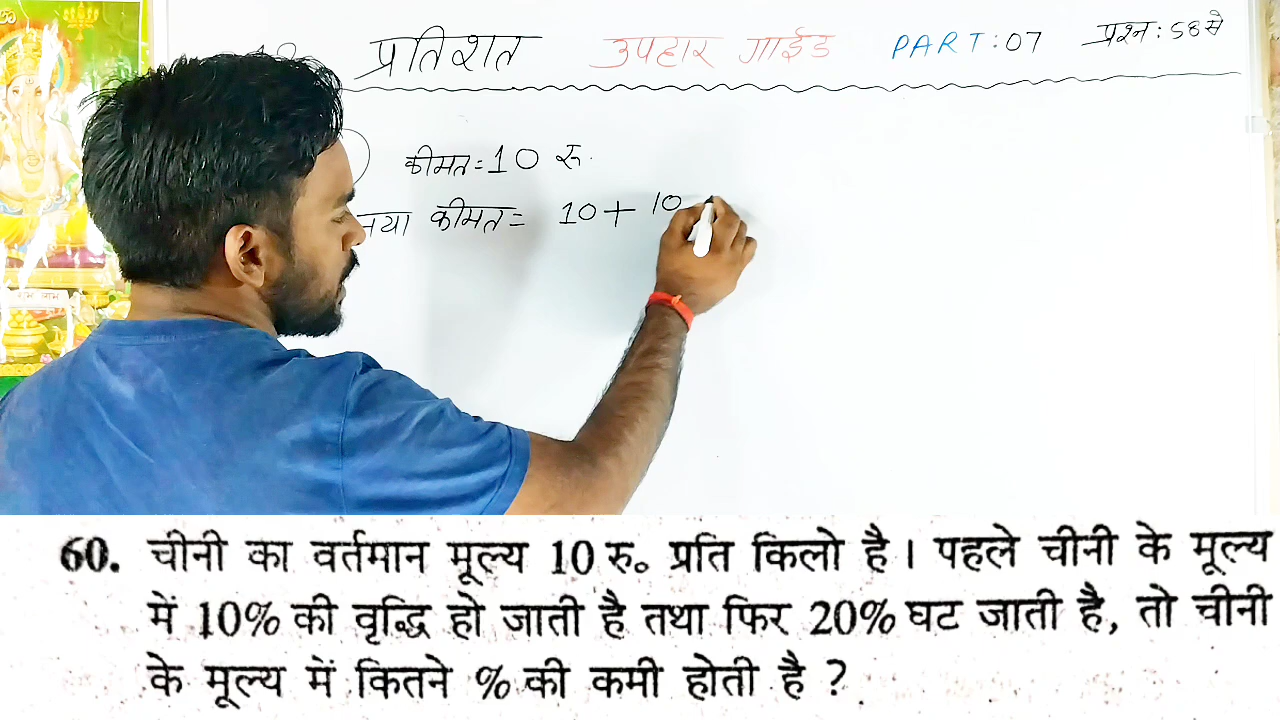 प्रतिशत उपहार गाईड PART:07 प्रश्न:58से
कीमत=10 रू.
नया कीमत= 10+10
60. चीनी का वर्तमान मूल्य 10 रु० प्रति किलो है। पहले चीनी के मूल्य
में 10% की वृद्धि हो जाती है तथा फिर 20% घट जाती है, तो चीनी
के मूल्य में कितने % की कमी होती है ?